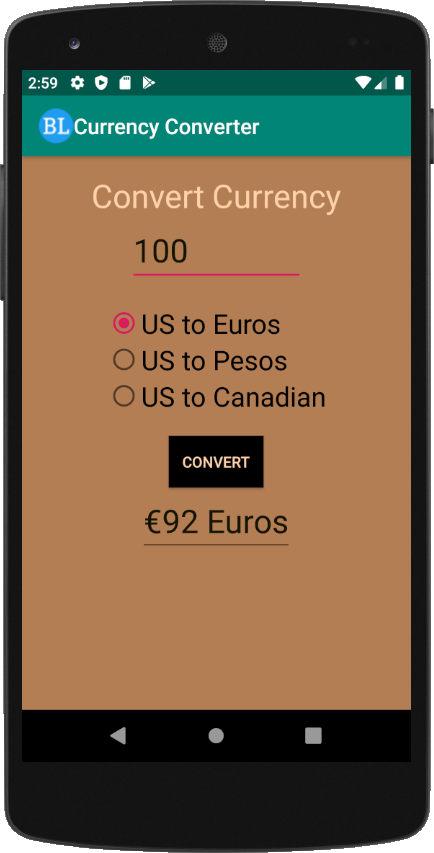 2:59
BL Currency Converter
Convert Currency
100
US to Euros
US to Pesos
US to Canadian
CONVERT
€92 Euros